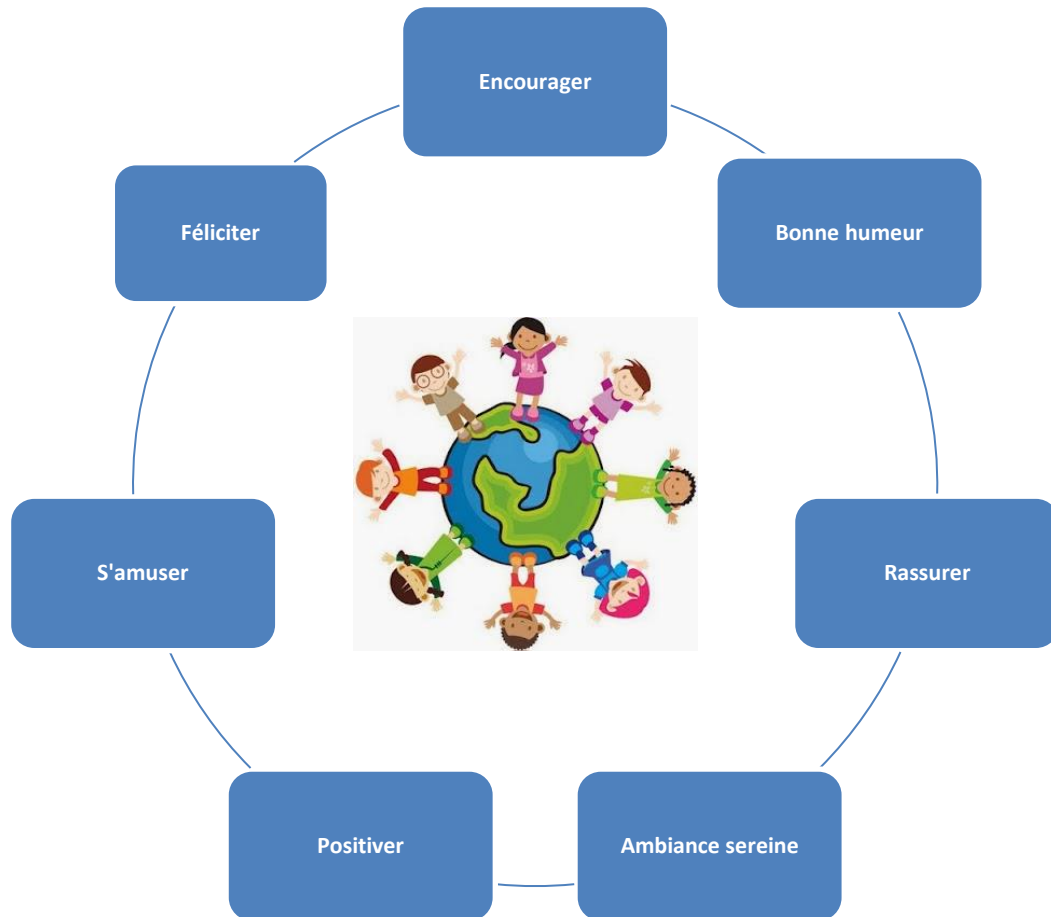 Encourager
Bonne humeur
Rassurer
Ambiance sereine
Positiver
S'amuser
Féliciter